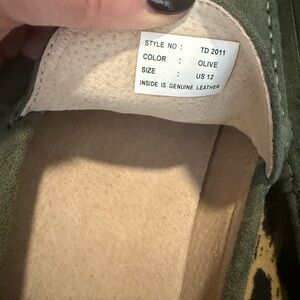 STYLE NO : TD 2011
COLOR : OLIVE
SIZE : US 12
INSIDE IS GENUINE LEATHER